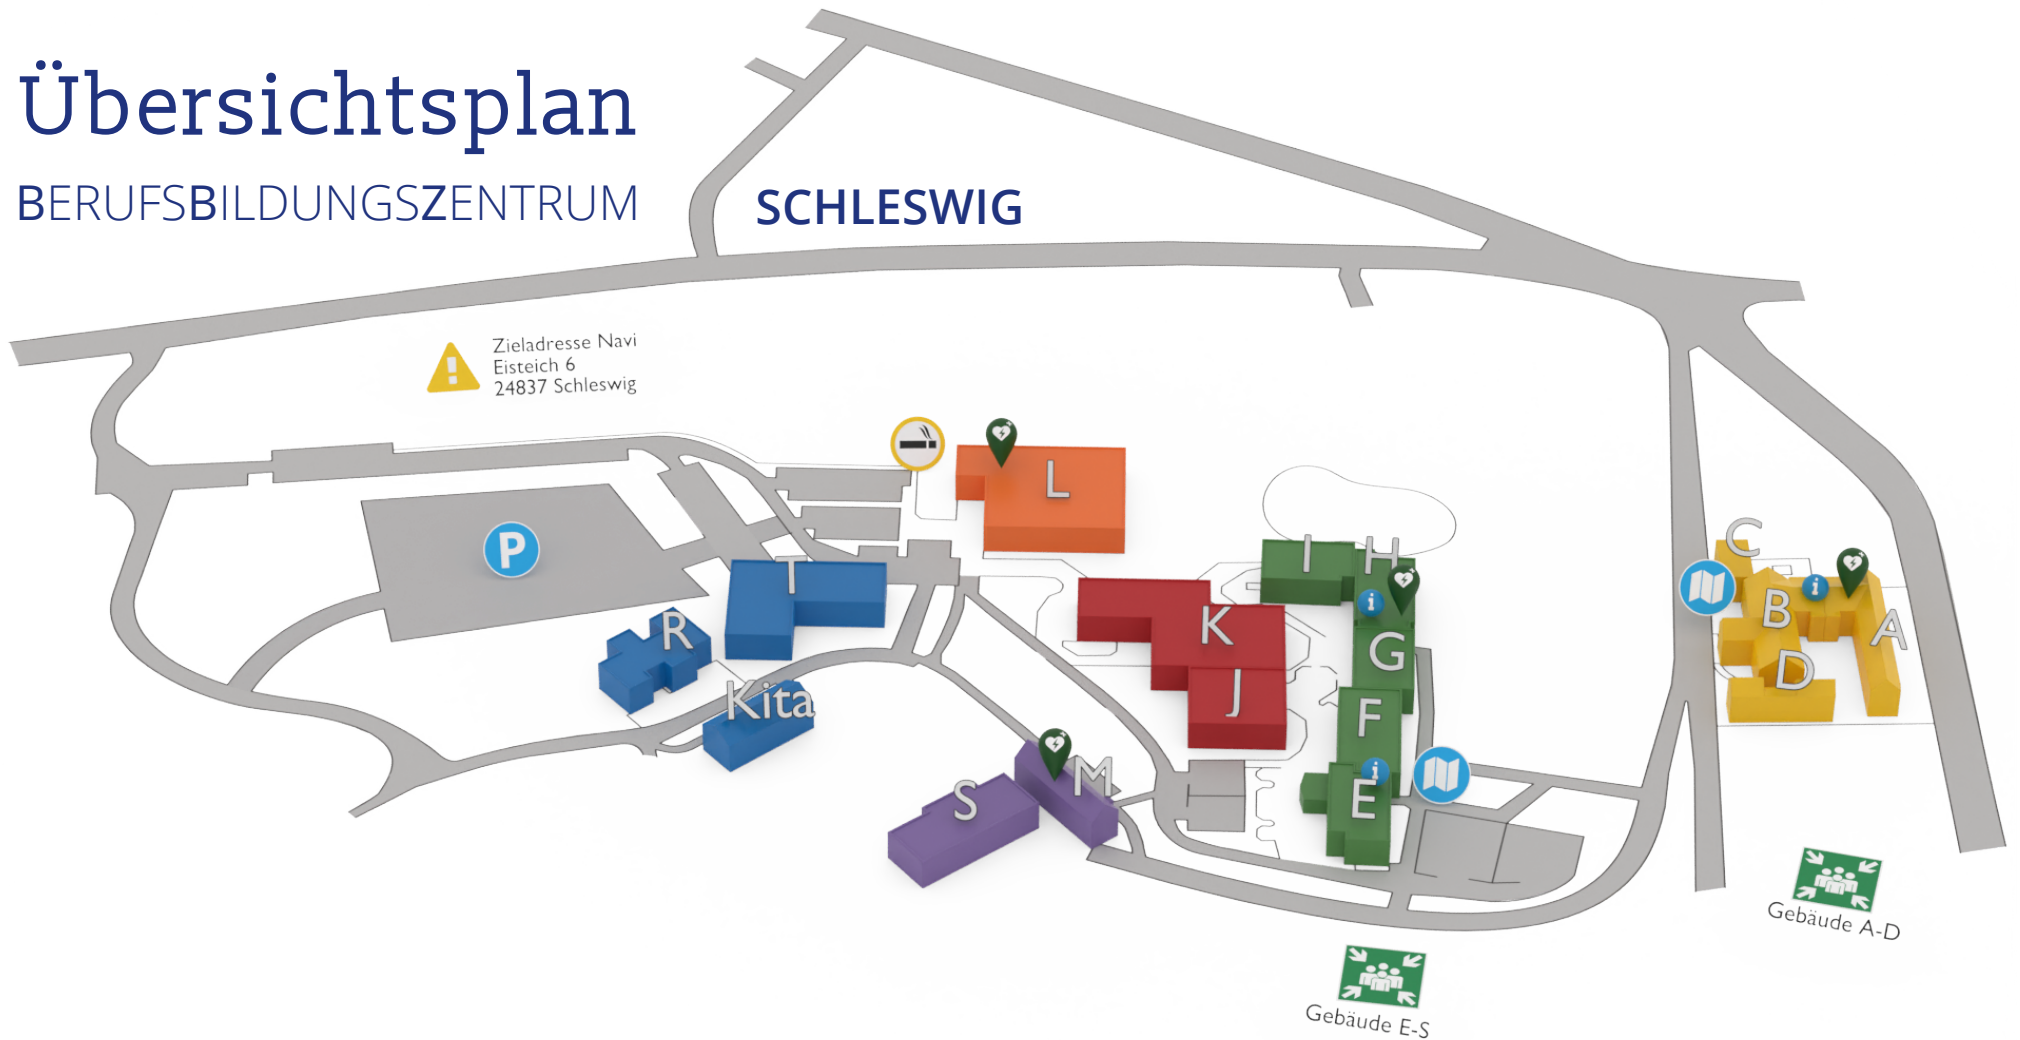 Übersichtsplan
BERUFSBILDUNGSZENTRUM SCHLESWIG
Zieladresse Navi
Eisteich 6
24837 Schleswig
L
I
H
C
P
T
B
A
R
K
G
D
Kita
J
F
S
M
E
Gebäude A-D
Gebäude E-S